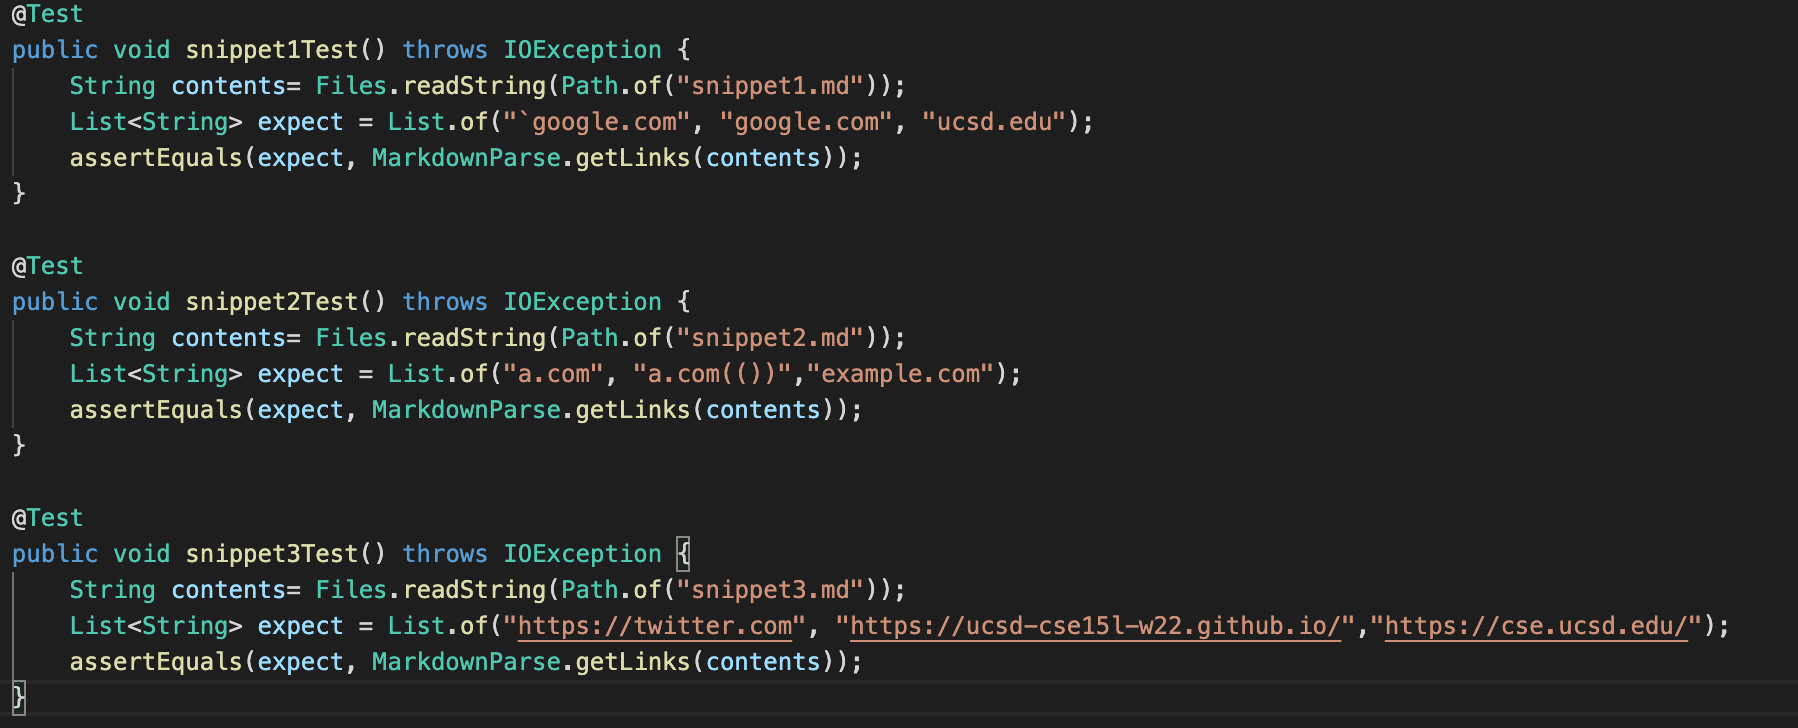 @Test
public void snippet1Test() throws IOException {
    String contents= Files.readString(Path.of("snippet1.md"));
    List<String> expect = List.of("`google.com", "google.com", "ucsd.edu");
    assertEquals(expect, MarkdownParse.getLinks(contents));
}

@Test
public void snippet2Test() throws IOException {
    String contents= Files.readString(Path.of("snippet2.md"));
    List<String> expect = List.of("a.com", "a.com(())","example.com");
    assertEquals(expect, MarkdownParse.getLinks(contents));
}

@Test
public void snippet3Test() throws IOException {
    String contents= Files.readString(Path.of("snippet3.md"));
    List<String> expect = List.of("https://twitter.com", "https://ucsd-cse15l-w22.github.io/","https://cse.ucsd.edu/");
    assertEquals(expect, MarkdownParse.getLinks(contents));
}